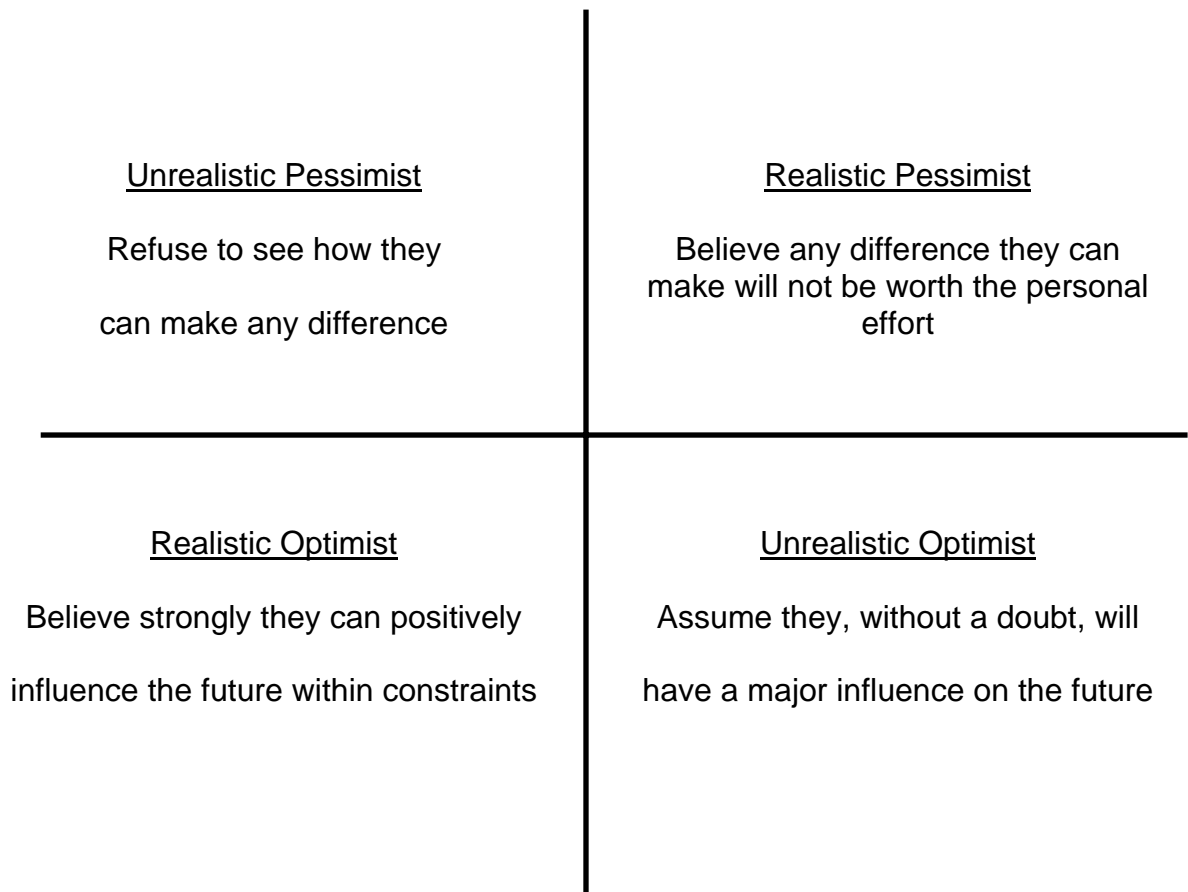 Unrealistic Pessimist
Refuse to see how they
can make any difference
Realistic Pessimist
Believe any difference they can
make will not be worth the personal
effort
Realistic Optimist
Believe strongly they can positively
influence the future within constraints
Unrealistic Optimist
Assume they, without a doubt, will
have a major influence on the future